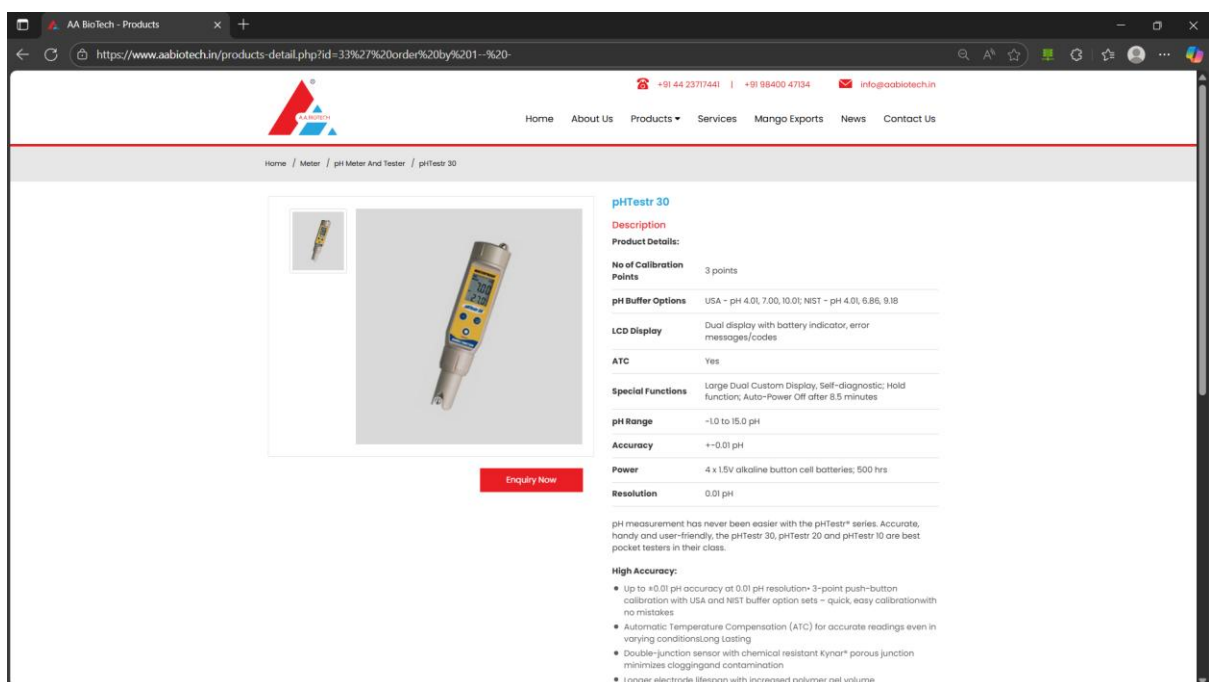 AA BioTech - Products
https://www.aabiotech.in/products-detail.php?id=33%27%20order%20by%201--%20-
+91 44 23717441 | +91 98400 47134 info@aabiotech.in
AA BIOTECH
Home About Us Products Services Mango Exports News Contact Us
Home / Meter / pH Meter And Tester / pHTestr 30
pHTestr 30
Description
Product Details:
No of Calibration
Points
3 points
pH Buffer Options USA - pH 4.01, 7.00, 10.01; NIST - pH 4.01, 6.86, 9.18
LCD Display
Dual display with battery indicator, error
messages/codes
ATC Yes
Special Functions
Large Dual Custom Display, Self-diagnostic; Hold
function; Auto-Power Off after 8.5 minutes
pH Range -1.0 to 15.0 pH
Accuracy +-0.01 pH
Power 4 x 1.5V alkaline button cell batteries; 500 hrs
Enquiry Now
Resolution 0.01 pH
pH measurement has never been easier with the pHTestr® series. Accurate,
handy and user-friendly, the pHTestr 30, pHTestr 20 and pHTestr 10 are best
pocket testers in their class.
High Accuracy:
Up to ±0.01 pH accuracy at 0.01 pH resolution• 3-point push-button
calibration with USA and NIST buffer option sets – quick, easy calibrationwith
no mistakes
Automatic Temperature Compensation (ATC) for accurate readings even in
varying conditionsLong Lasting
Double-junction sensor with chemical resistant Kynar® porous junction
minimizes cloggingand contamination
Longer electrode lifespan with increased polymer gel volume